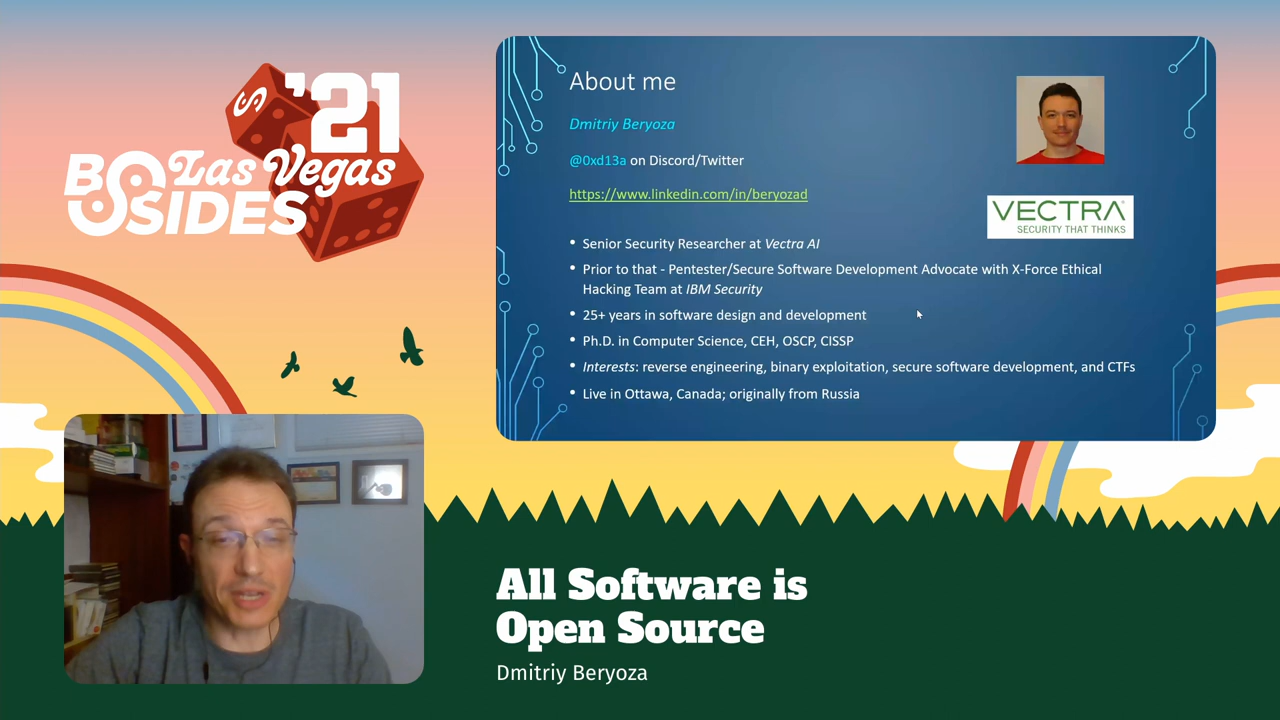 '21
BSIDES
Las Vegas
About me
Dmitriy Beryoza
@0xd13a on Discord/Twitter
https://www.linkedin.com/in/beryozad
VECTRA
SECURITY THAT THINKS
• Senior Security Researcher at Vectra AI
• Prior to that - Pentester/Secure Software Development Advocate with X-Force Ethical
Hacking Team at IBM Security
• 25+ years in software design and development
• Ph.D. in Computer Science, CEH, OSCP, CISSP
• Interests: reverse engineering, binary exploitation, secure software development, and CTFs
• Live in Ottawa, Canada; originally from Russia
All Software is
Open Source
Dmitriy Beryoza